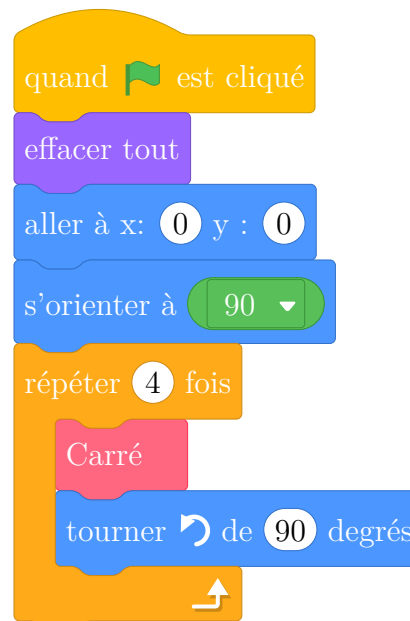 quand est cliqué
effacer tout
aller à x: 0 y : 0
s'orienter à 90
répéter 4 fois
Carré
tourner de 90 degrés